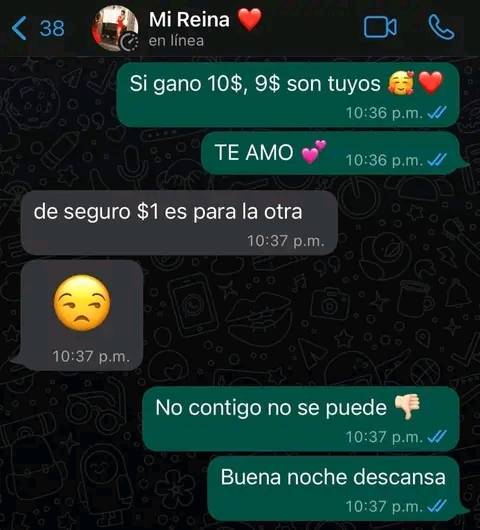 38
Mi Reina ❤️
en línea
Si gano 10$, 9$ son tuyos 🥰❤️
10:36 p.m.
TE AMO 💕
10:36 p.m.
de seguro $1 es para la otra
10:37 p.m.
😒
10:37 p.m.
No contigo no se puede 👎🏻
10:37 p.m.
Buena noche descansa
10:37 p.m.